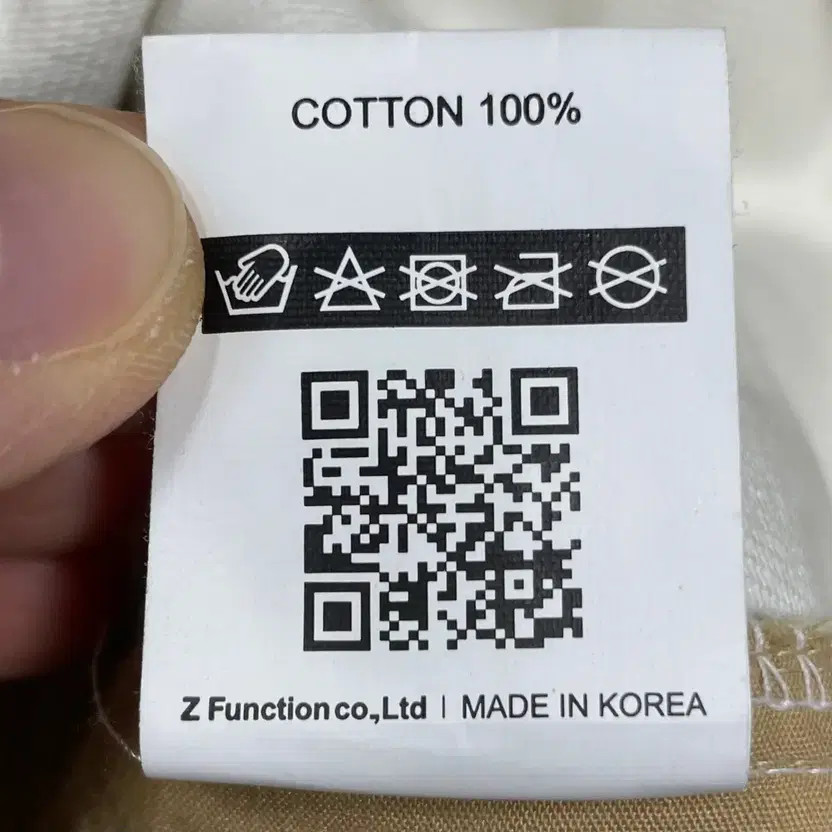 COTTON 100%
Z Function co.,Ltd | MADE IN KOREA